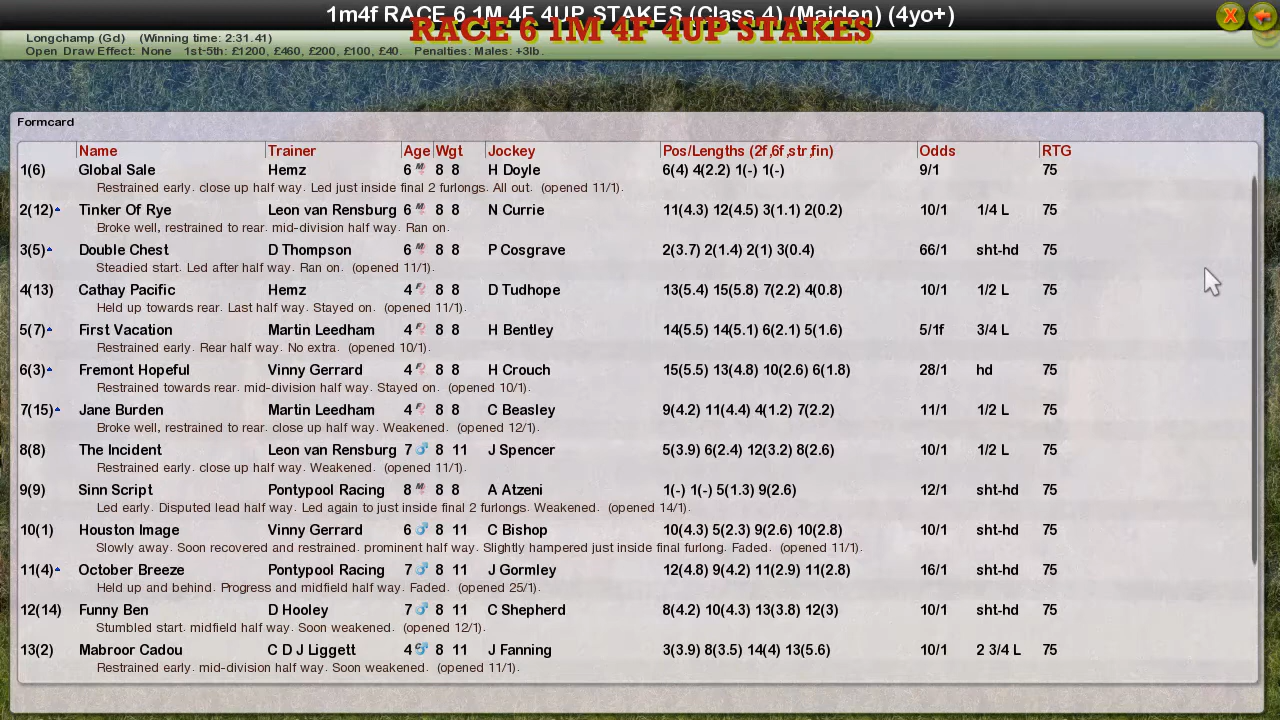 1m4f RACE 6 1M 4F 4UP STAKES (Class 4) (Maiden) (4yo+)
RACE 6 1M 4F 4UP STAKES
Longchamp (Gd) (Winning time: 2:31.41)
Open Draw Effect: None 1st-5th: £1200, £460, £200, £100, £40. Penalties: Males: +3lb.
Formcard
Name Trainer Age Wgt Jockey Pos/Lengths (2f,6f,str,fin) Odds RTG
1(6) Global Sale Hemz 6 M 8 8 H Doyle 6(4) 4(2.2) 1(-) 1(-) 9/1 75
Restrained early. close up half way. Led just inside final 2 furlongs. All out. (opened 11/1).
2(12) Tinker Of Rye Leon van Rensburg 6 M 8 8 N Currie 11(4.3) 12(4.5) 3(1.1) 2(0.2) 10/1 1/4 L 75
Broke well, restrained to rear. mid-division half way. Ran on.
3(5) Double Chest D Thompson 6 M 8 8 P Cosgrave 2(3.7) 2(1.4) 2(1) 3(0.4) 66/1 sht-hd 75
Steadied start. Led after half way. Ran on. (opened 11/1).
4(13) Cathay Pacific Hemz 4 F 8 8 D Tudhope 13(5.4) 15(5.8) 7(2.2) 4(0.8) 10/1 1/2 L 75
Held up towards rear. Last half way. Stayed on. (opened 11/1).
5(7) First Vacation Martin Leedham 4 F 8 8 H Bentley 14(5.5) 14(5.1) 6(2.1) 5(1.6) 5/1f 3/4 L 75
Restrained early. Rear half way. No extra. (opened 10/1).
6(3) Fremont Hopeful Vinny Gerrard 4 F 8 8 H Crouch 15(5.5) 13(4.8) 10(2.6) 6(1.8) 28/1 hd 75
Restrained towards rear. mid-division half way. Stayed on. (opened 10/1).
7(15) Jane Burden Martin Leedham 4 F 8 8 C Beasley 9(4.2) 11(4.4) 4(1.2) 7(2.2) 11/1 1/2 L 75
Broke well, restrained to rear. close up half way. Weakened. (opened 12/1).
8(8) The Incident Leon van Rensburg 7 8 11 J Spencer 5(3.9) 6(2.4) 12(3.2) 8(2.6) 10/1 1/2 L 75
Restrained early. close up half way. Weakened. (opened 11/1).
9(9) Sinn Script Pontypool Racing 8 M 8 8 A Atzeni 1(-) 1(-) 5(1.3) 9(2.6) 12/1 sht-hd 75
Led early. Disputed lead half way. Led again to just inside final 2 furlongs. Weakened. (opened 14/1).
10(1) Houston Image Vinny Gerrard 6 8 11 C Bishop 10(4.3) 5(2.3) 9(2.6) 10(2.8) 10/1 sht-hd 75
Slowly away. Soon recovered and restrained. prominent half way. Slightly hampered just inside final furlong. Faded. (opened 11/1).
11(4) October Breeze Pontypool Racing 7 8 11 J Gormley 12(4.8) 9(4.2) 11(2.9) 11(2.8) 16/1 sht-hd 75
Held up and behind. Progress and midfield half way. Faded. (opened 25/1).
12(14) Funny Ben D Hooley 7 8 11 C Shepherd 8(4.2) 10(4.3) 13(3.8) 12(3) 10/1 sht-hd 75
Stumbled start. midfield half way. Soon weakened. (opened 12/1).
13(2) Mabroor Cadou C D J Liggett 4 8 11 J Fanning 3(3.9) 8(3.5) 14(4) 13(5.6) 10/1 2 3/4 L 75
Restrained early. mid-division half way. Soon weakened. (opened 11/1).